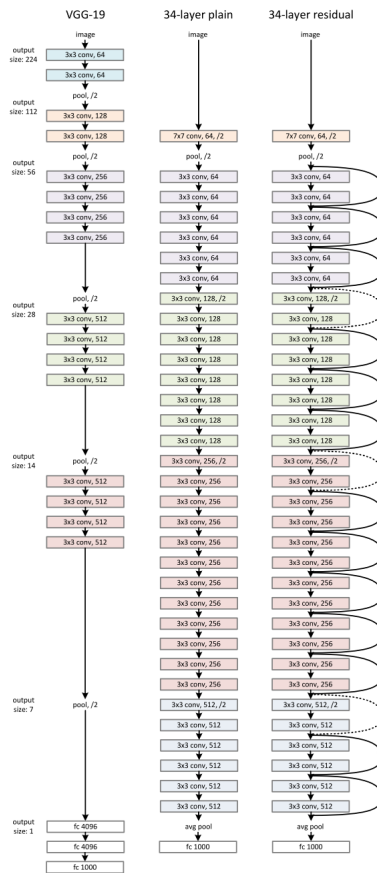 VGG-19
34-layer plain
34-layer residual
output size: 224
image
3x3 conv, 64
3x3 conv, 64
pool, /2
output size: 112
3x3 conv, 128
3x3 conv, 128
pool, /2
output size: 56
3x3 conv, 256
3x3 conv, 256
3x3 conv, 256
3x3 conv, 256
pool, /2
output size: 28
3x3 conv, 512
3x3 conv, 512
3x3 conv, 512
3x3 conv, 512
pool, /2
output size: 14
3x3 conv, 512
3x3 conv, 512
3x3 conv, 512
3x3 conv, 512
pool, /2
output size: 7
output size: 1
fc 4096
fc 4096
fc 1000
image
7x7 conv, 64, /2
pool, /2
3x3 conv, 64
3x3 conv, 64
3x3 conv, 64
3x3 conv, 64
3x3 conv, 64
3x3 conv, 64
3x3 conv, 128, /2
3x3 conv, 128
3x3 conv, 128
3x3 conv, 128
3x3 conv, 128
3x3 conv, 128
3x3 conv, 128
3x3 conv, 128
3x3 conv, 256, /2
3x3 conv, 256
3x3 conv, 256
3x3 conv, 256
3x3 conv, 256
3x3 conv, 256
3x3 conv, 256
3x3 conv, 256
3x3 conv, 256
3x3 conv, 256
3x3 conv, 256
3x3 conv, 256
3x3 conv, 512, /2
3x3 conv, 512
3x3 conv, 512
3x3 conv, 512
3x3 conv, 512
3x3 conv, 512
avg pool
fc 1000
image
7x7 conv, 64, /2
pool, /2
3x3 conv, 64
3x3 conv, 64
3x3 conv, 64
3x3 conv, 64
3x3 conv, 64
3x3 conv, 64
3x3 conv, 128, /2
3x3 conv, 128
3x3 conv, 128
3x3 conv, 128
3x3 conv, 128
3x3 conv, 128
3x3 conv, 128
3x3 conv, 128
3x3 conv, 256, /2
3x3 conv, 256
3x3 conv, 256
3x3 conv, 256
3x3 conv, 256
3x3 conv, 256
3x3 conv, 256
3x3 conv, 256
3x3 conv, 256
3x3 conv, 256
3x3 conv, 256
3x3 conv, 256
3x3 conv, 512, /2
3x3 conv, 512
3x3 conv, 512
3x3 conv, 512
3x3 conv, 512
3x3 conv, 512
avg pool
fc 1000